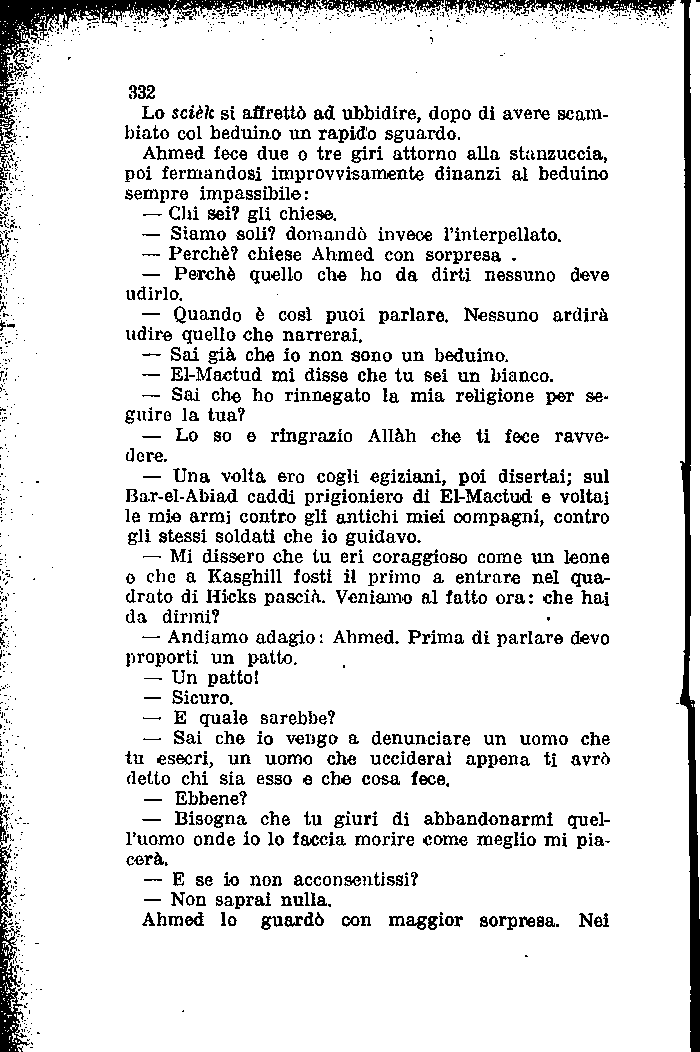 332
Lo scièk si affrettò ad ubbidire, dopo di avere scam-
biato col beduino un rapido sguardo.
Ahmed fece due o tre giri attorno alla stanzuccia,
poi fermandosi improvvisamente dinanzi al beduino
sempre impassibile:
— Chi sei? gli chiese.
— Siamo soli? domandò invece l'interpellato.
— Perchè? chiese Ahmed con sorpresa .
— Perchè quello che ho da dirti nessuno deve
udirlo.
— Quando è così puoi parlare. Nessuno ardirà
udire quello che narrerai.
— Sai già che io non sono un beduino.
— El-Mactud mi disse che tu sei un bianco.
— Sai che ho rinnegato la mia religione per se-
guire la tua?
— Lo so e ringrazio Allàh che ti fece ravve-
dere.
— Una volta ero cogli egiziani, poi disertai; sul
Bar-el-Abiad caddi prigioniero di El-Mactud e voltai
le mie armi contro gli antichi miei compagni, contro
gli stessi soldati che io guidavo.
— Mi dissero che tu eri coraggioso come un leone
e che a Kasghill fosti il primo a entrare nel qua-
drato di Hicks pascià. Veniamo al fatto ora: che hai
da dirmi?
— Andiamo adagio: Ahmed. Prima di parlare devo
proporti un patto.
— Un patto!
— Sicuro.
— E quale sarebbe?
— Sai che io vengo a denunciare un uomo che
tu esecri, un uomo che ucciderai appena ti avrò
detto chi sia esso e che cosa fece.
— Ebbene?
— Bisogna che tu giuri di abbandonarmi quel-
l'uomo onde io lo faccia morire come meglio mi pia-
cerà.
— E se io non acconsentissi?
— Non saprai nulla.
Ahmed lo guardò con maggior sorpresa. Nei